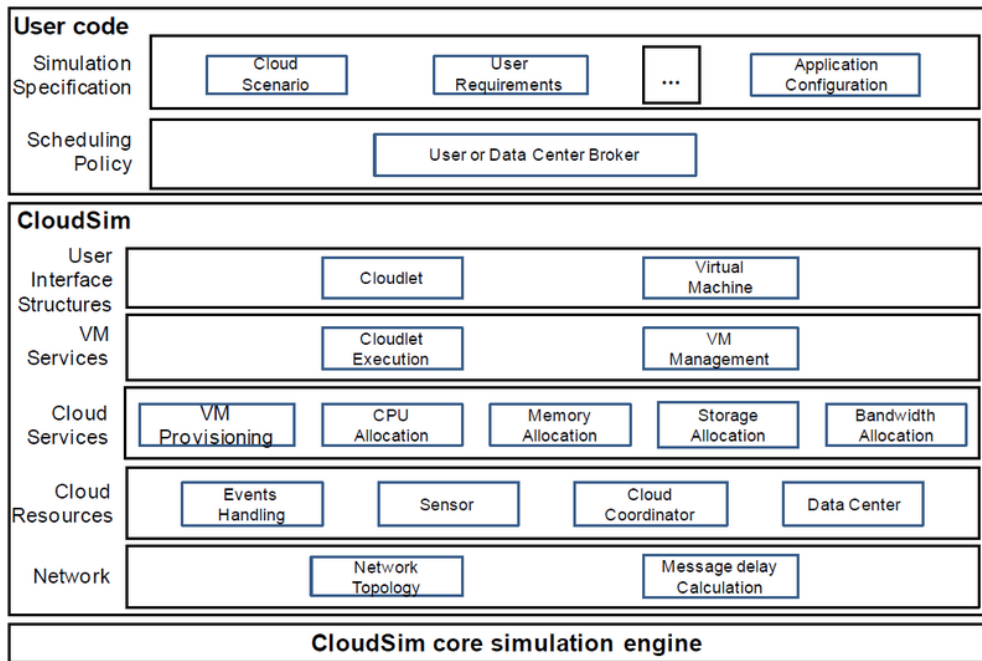 User code
Simulation
Specification
Cloud
Scenario
User
Requirements
...
Application
Configuration
Scheduling
Policy
User or Data Center Broker
CloudSim
User
Interface
Structures
Cloudlet
Virtual
Machine
VM
Services
Cloudlet
Execution
VM
Management
Cloud
Services
VM
Provisioning
CPU
Allocation
Memory
Allocation
Storage
Allocation
Bandwidth
Allocation
Cloud
Resources
Events
Handling
Sensor
Cloud
Coordinator
Data Center
Network
Network
Topology
Message delay
Calculation
CloudSim core simulation engine